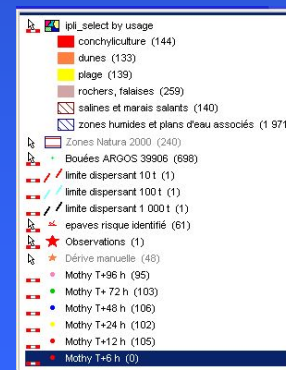 ipli_select by usage
conchyliculture (144)
dunes (133)
plage (139)
rochers, falaises (259)
salines et marais salants (140)
zones humides et plans d'eau associés (1 971
Zones Natura 2000 (240)
Bouées ARGOS 39906 (698)
limite dispersant 10 t (1)
limite dispersant 100 t (1)
limite dispersant 1 000 t (1)
epaves risque identifié (61)
Observations (1)
Dérive manuelle (48)
Mothy T+96 h (95)
Mothy T+ 72 h (103)
Mothy T+48 h (106)
Mothy T+24 h (102)
Mothy T+12 h (105)
Mothy T+6 h (0)